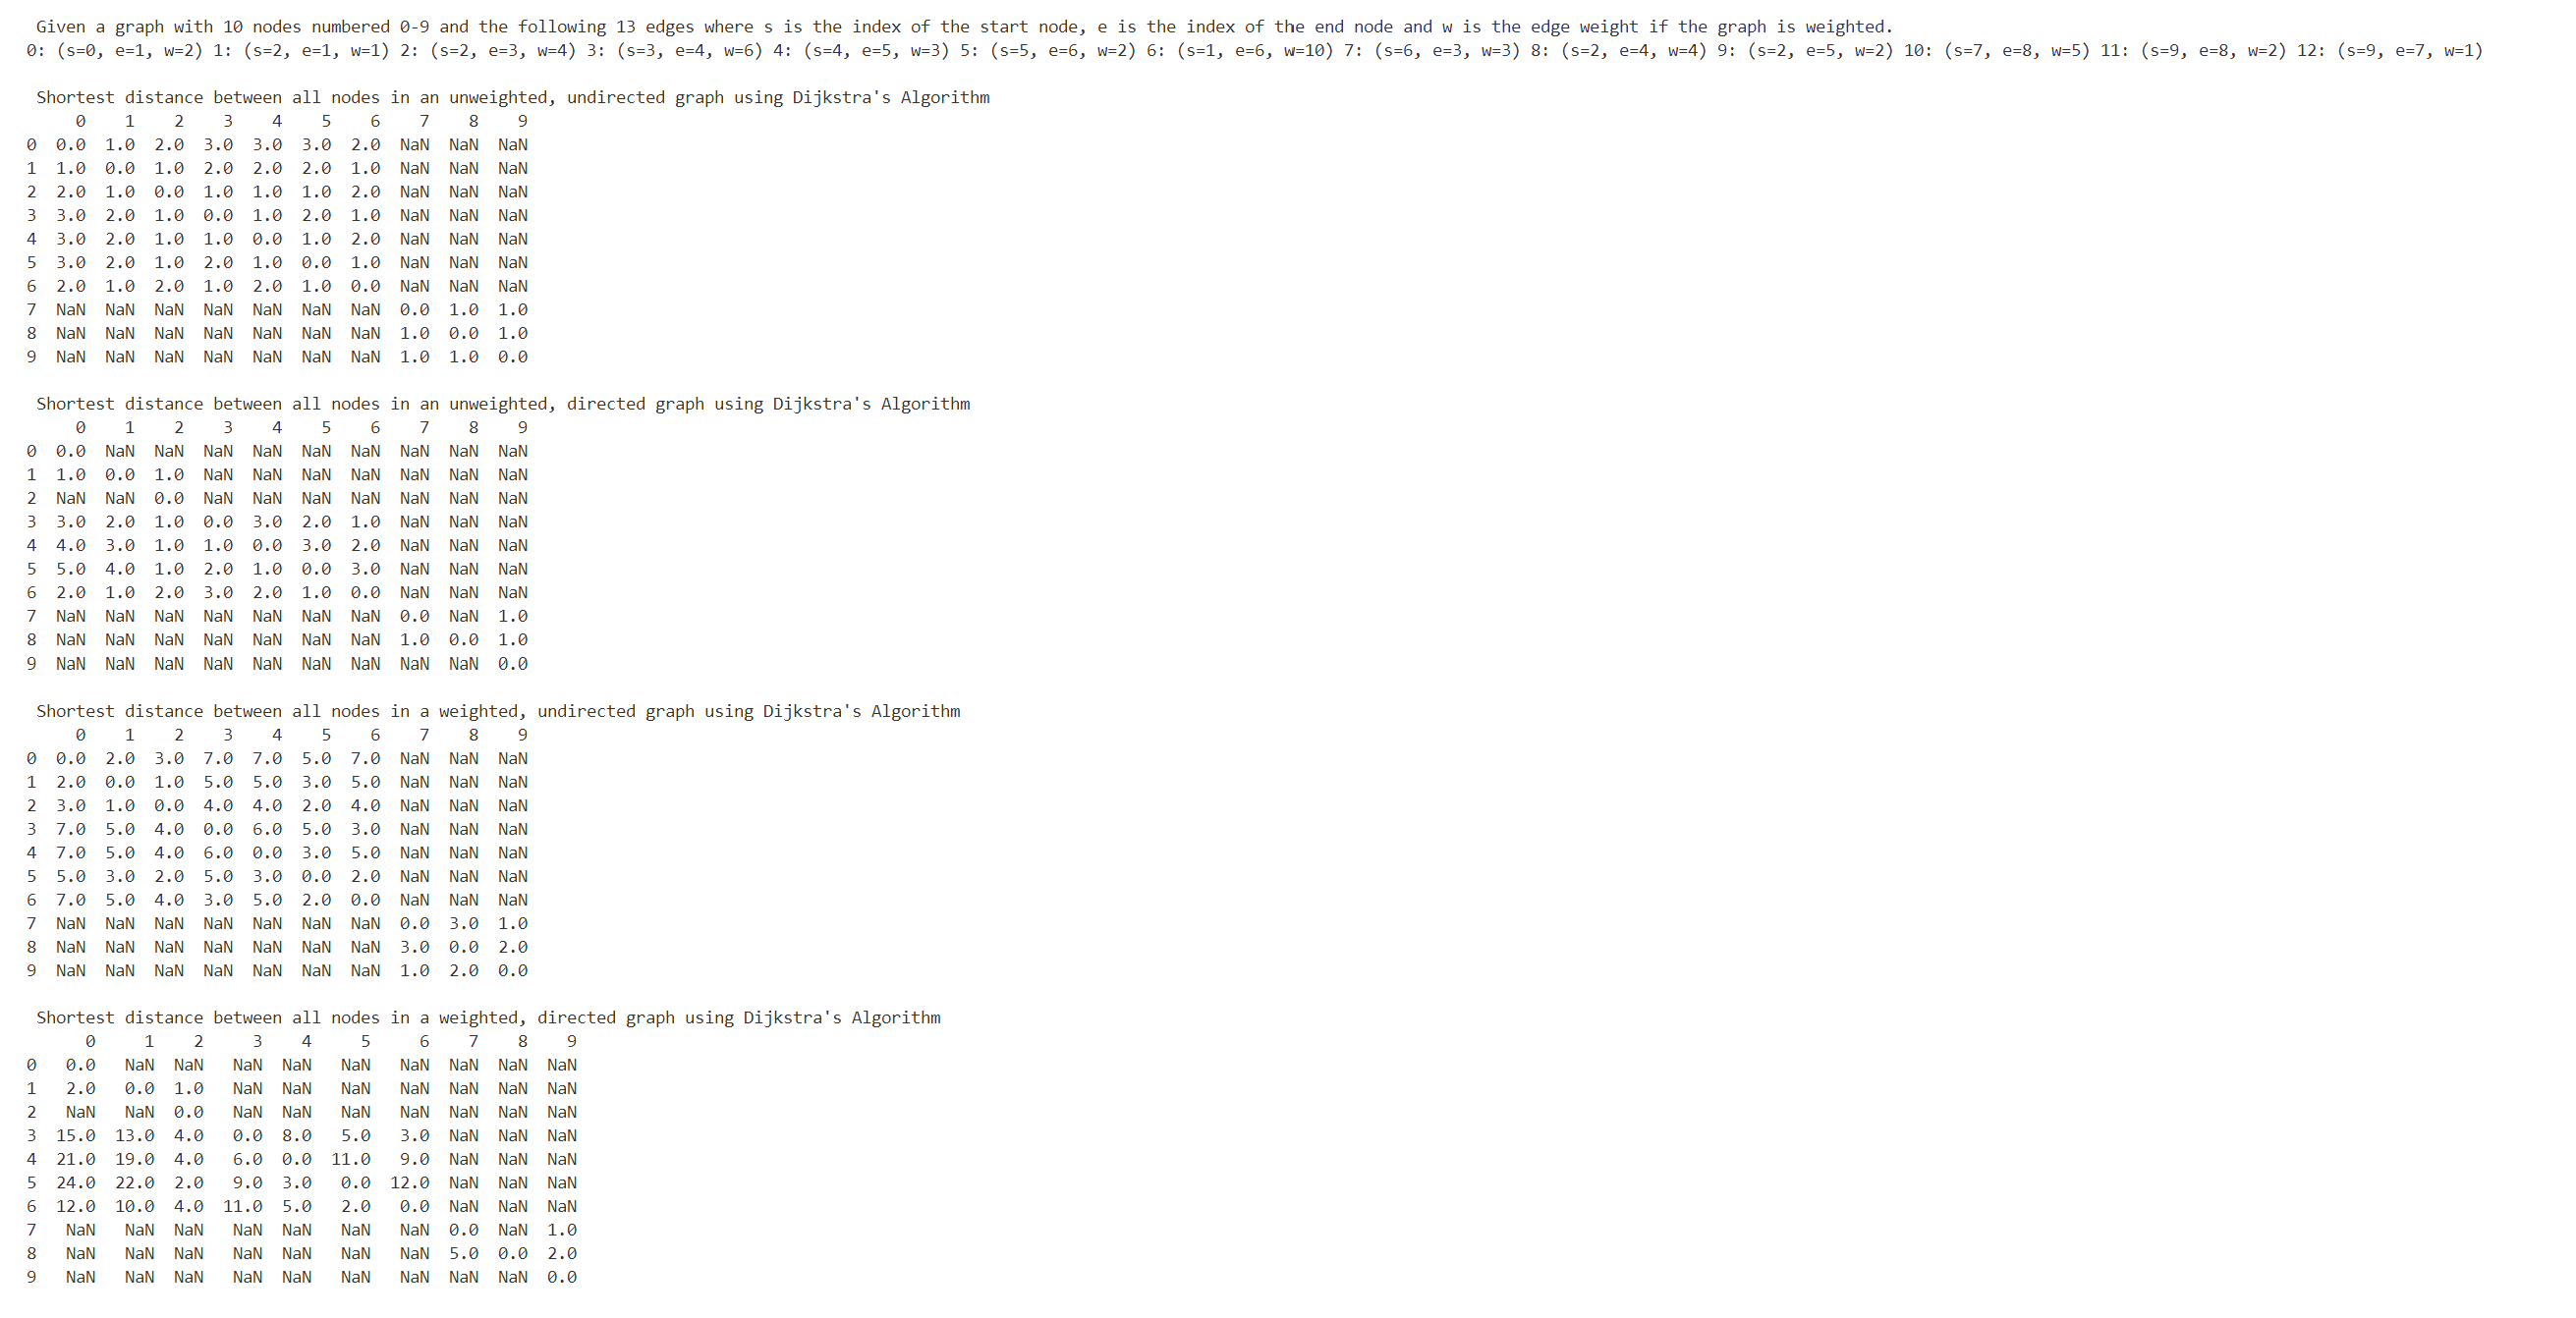 Given a graph with 10 nodes numbered 0-9 and the following 13 edges where s is the index of the start node, e is the index of the end node and w is the edge weight if the graph is weighted.
0: (s=0, e=1, w=2) 1: (s=2, e=1, w=1) 2: (s=2, e=3, w=4) 3: (s=3, e=4, w=6) 4: (s=4, e=5, w=3) 5: (s=5, e=6, w=2) 6: (s=1, e=6, w=10) 7: (s=6, e=3, w=3) 8: (s=2, e=4, w=4) 9: (s=2, e=5, w=2) 10: (s=7, e=8, w=5) 11: (s=9, e=8, w=2) 12: (s=9, e=7, w=1)
Shortest distance between all nodes in an unweighted, undirected graph using Dijkstra's Algorithm
0 1 2 3 4 5 6 7 8 9
0 0.0 1.0 2.0 3.0 3.0 3.0 2.0 NaN NaN NaN
1 1.0 0.0 1.0 2.0 2.0 2.0 1.0 NaN NaN NaN
2 2.0 1.0 0.0 1.0 1.0 1.0 2.0 NaN NaN NaN
3 3.0 2.0 1.0 0.0 1.0 2.0 1.0 NaN NaN NaN
4 3.0 2.0 1.0 1.0 0.0 1.0 2.0 NaN NaN NaN
5 3.0 2.0 1.0 2.0 1.0 0.0 1.0 NaN NaN NaN
6 2.0 1.0 2.0 1.0 2.0 1.0 0.0 NaN NaN NaN
7 NaN NaN NaN NaN NaN NaN NaN 0.0 1.0 1.0
8 NaN NaN NaN NaN NaN NaN NaN 1.0 0.0 1.0
9 NaN NaN NaN NaN NaN NaN NaN 1.0 1.0 0.0
Shortest distance between all nodes in an unweighted, directed graph using Dijkstra's Algorithm
0 1 2 3 4 5 6 7 8 9
0 0.0 NaN NaN NaN NaN NaN NaN NaN NaN NaN
1 1.0 0.0 1.0 NaN NaN NaN NaN NaN NaN NaN
2 NaN NaN 0.0 NaN NaN NaN NaN NaN NaN NaN
3 3.0 2.0 1.0 0.0 3.0 2.0 1.0 NaN NaN NaN
4 4.0 3.0 1.0 1.0 0.0 3.0 2.0 NaN NaN NaN
5 5.0 4.0 1.0 2.0 1.0 0.0 3.0 NaN NaN NaN
6 2.0 1.0 2.0 3.0 2.0 1.0 0.0 NaN NaN NaN
7 NaN NaN NaN NaN NaN NaN NaN 0.0 NaN 1.0
8 NaN NaN NaN NaN NaN NaN NaN 1.0 0.0 1.0
9 NaN NaN NaN NaN NaN NaN NaN NaN NaN 0.0
Shortest distance between all nodes in a weighted, undirected graph using Dijkstra's Algorithm
0 1 2 3 4 5 6 7 8 9
0 0.0 2.0 3.0 7.0 7.0 5.0 7.0 NaN NaN NaN
1 2.0 0.0 1.0 5.0 5.0 3.0 5.0 NaN NaN NaN
2 3.0 1.0 0.0 4.0 4.0 2.0 4.0 NaN NaN NaN
3 7.0 5.0 4.0 0.0 6.0 5.0 3.0 NaN NaN NaN
4 7.0 5.0 4.0 6.0 0.0 3.0 5.0 NaN NaN NaN
5 5.0 3.0 2.0 5.0 3.0 0.0 2.0 NaN NaN NaN
6 7.0 5.0 4.0 3.0 5.0 2.0 0.0 NaN NaN NaN
7 NaN NaN NaN NaN NaN NaN NaN 0.0 3.0 1.0
8 NaN NaN NaN NaN NaN NaN NaN 3.0 0.0 2.0
9 NaN NaN NaN NaN NaN NaN NaN 1.0 2.0 0.0
Shortest distance between all nodes in a weighted, directed graph using Dijkstra's Algorithm
0 1 2 3 4 5 6 7 8 9
0 0.0 NaN NaN NaN NaN NaN NaN NaN NaN NaN
1 2.0 0.0 1.0 NaN NaN NaN NaN NaN NaN NaN
2 NaN NaN 0.0 NaN NaN NaN NaN NaN NaN NaN
3 15.0 13.0 4.0 0.0 8.0 5.0 3.0 NaN NaN NaN
4 21.0 19.0 4.0 6.0 0.0 11.0 9.0 NaN NaN NaN
5 24.0 22.0 2.0 9.0 3.0 0.0 12.0 NaN NaN NaN
6 12.0 10.0 4.0 11.0 5.0 2.0 0.0 NaN NaN NaN
7 NaN NaN NaN NaN NaN NaN NaN 0.0 NaN 1.0
8 NaN NaN NaN NaN NaN NaN NaN 5.0 0.0 2.0
9 NaN NaN NaN NaN NaN NaN NaN NaN NaN 0.0